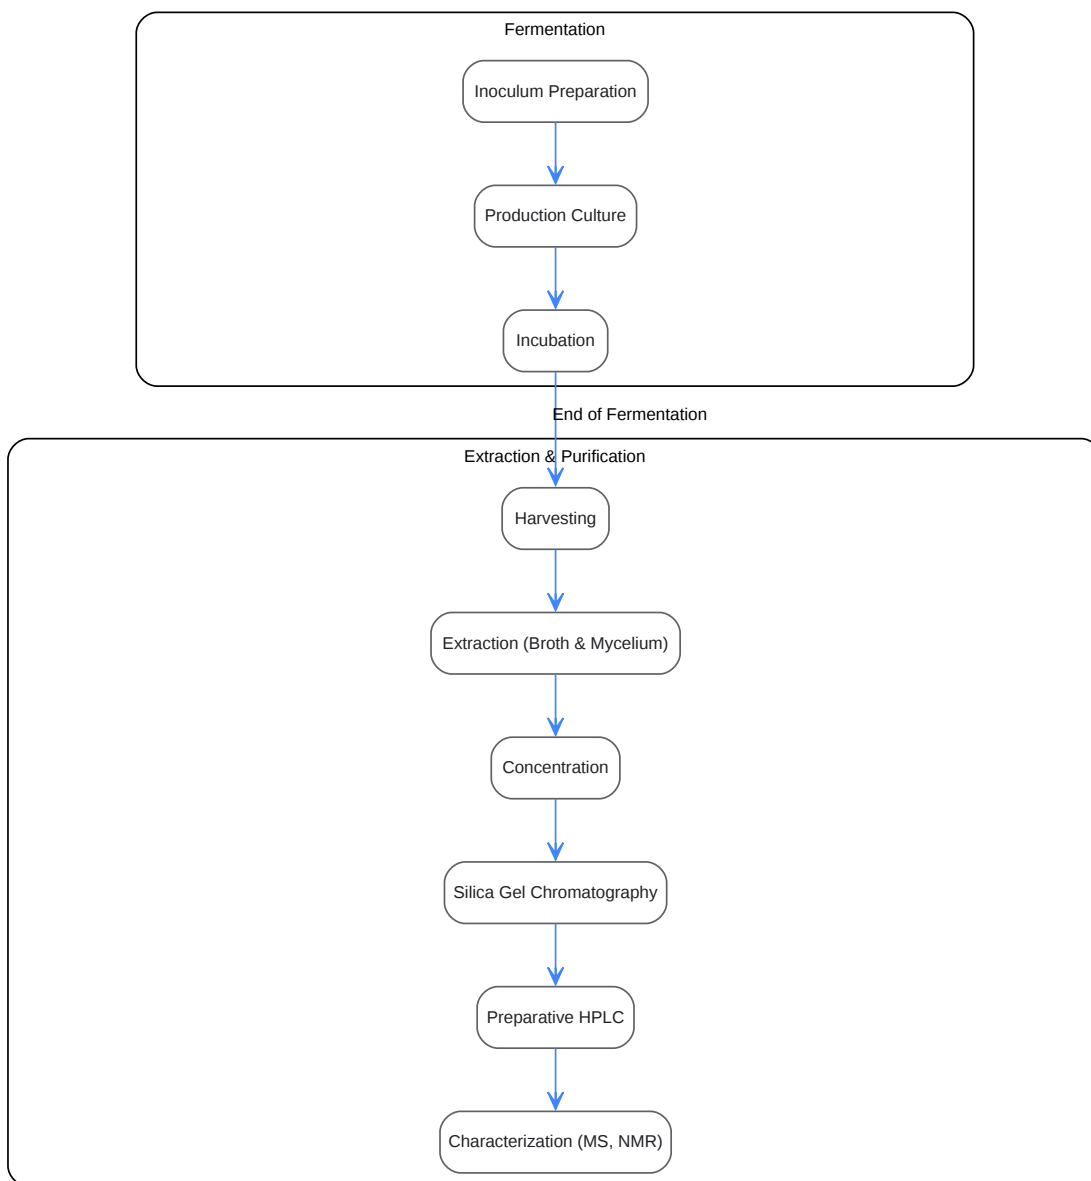 Fermentation
Inoculum Preparation
Production Culture
Incubation
End of Fermentation
Extraction & Purification
Harvesting
Extraction (Broth & Mycelium)
Concentration
Silica Gel Chromatography
Preparative HPLC
Characterization (MS, NMR)